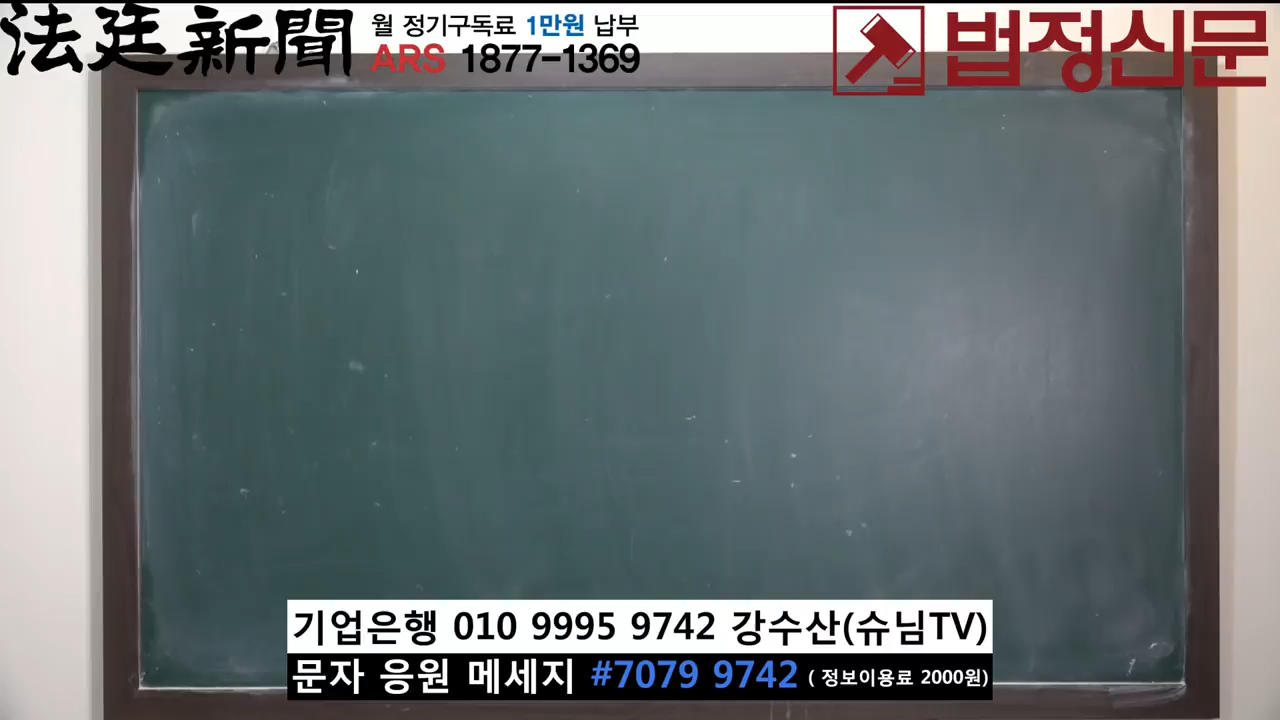 法廷新聞
월 정기구독료 1만원 납부
ARS 1877-1369
법정신문
기업은행 010 9995 9742 강수산(슈님TV)
문자 응원 메세지 #7079 9742 ( 정보이용료 2000원)